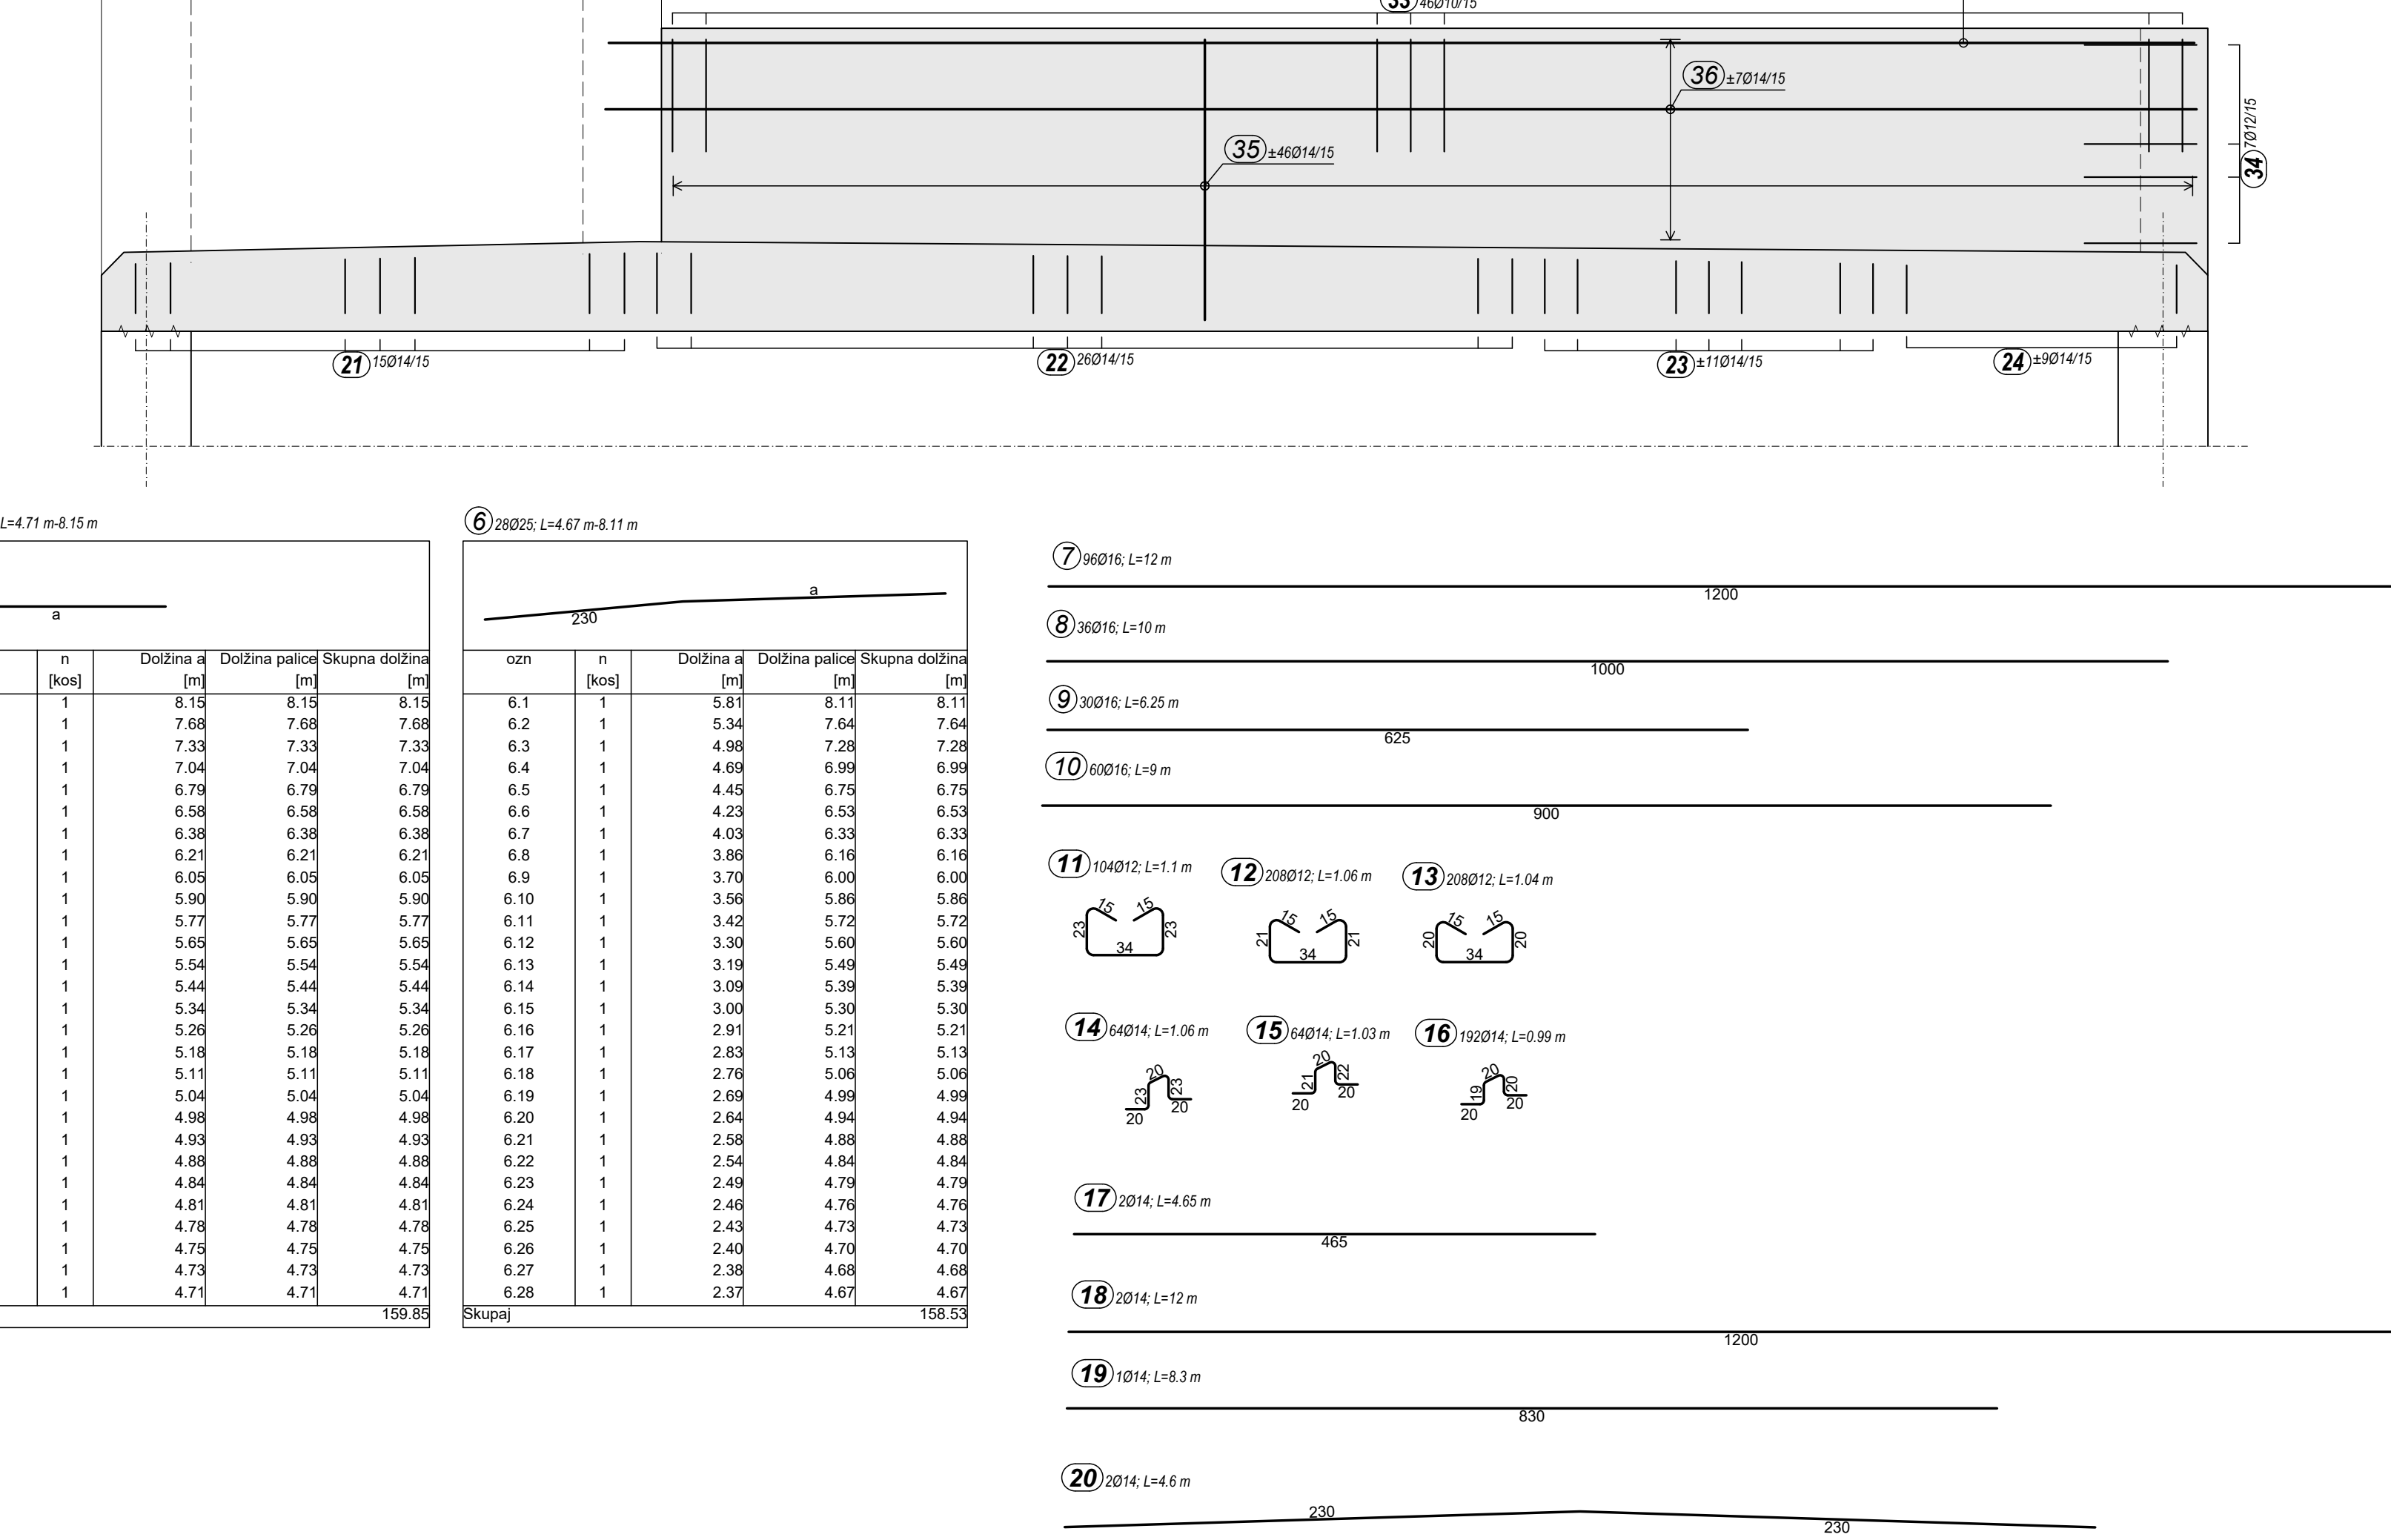 33 46Ø10/15
36 ±7Ø14/15
35 ±46Ø14/15
7Ø12/15
34
21 15Ø14/15
22 26Ø14/15
23 ±11Ø14/15
24 ±9Ø14/15
L=4.71 m-8.15 m
a
n Dolžina a Dolžina palice Skupna dolžina
[kos] [m] [m] [m]
1 8.15 8.15 8.15
1 7.68 7.68 7.68
1 7.33 7.33 7.33
1 7.04 7.04 7.04
1 6.79 6.79 6.79
1 6.58 6.58 6.58
1 6.38 6.38 6.38
1 6.21 6.21 6.21
1 6.05 6.05 6.05
1 5.90 5.90 5.90
1 5.77 5.77 5.77
1 5.65 5.65 5.65
1 5.54 5.54 5.54
1 5.44 5.44 5.44
1 5.34 5.34 5.34
1 5.26 5.26 5.26
1 5.18 5.18 5.18
1 5.11 5.11 5.11
1 5.04 5.04 5.04
1 4.98 4.98 4.98
1 4.93 4.93 4.93
1 4.88 4.88 4.88
1 4.84 4.84 4.84
1 4.81 4.81 4.81
1 4.78 4.78 4.78
1 4.75 4.75 4.75
1 4.73 4.73 4.73
1 4.71 4.71 4.71
159.85
6 28Ø25; L=4.67 m-8.11 m
a
230
ozn n Dolžina a Dolžina palice Skupna dolžina
[kos] [m] [m] [m]
6.1 1 5.81 8.11 8.11
6.2 1 5.34 7.64 7.64
6.3 1 4.98 7.28 7.28
6.4 1 4.69 6.99 6.99
6.5 1 4.45 6.75 6.75
6.6 1 4.23 6.53 6.53
6.7 1 4.03 6.33 6.33
6.8 1 3.86 6.16 6.16
6.9 1 3.70 6.00 6.00
6.10 1 3.56 5.86 5.86
6.11 1 3.42 5.72 5.72
6.12 1 3.30 5.60 5.60
6.13 1 3.19 5.49 5.49
6.14 1 3.09 5.39 5.39
6.15 1 3.00 5.30 5.30
6.16 1 2.91 5.21 5.21
6.17 1 2.83 5.13 5.13
6.18 1 2.76 5.06 5.06
6.19 1 2.69 4.99 4.99
6.20 1 2.64 4.94 4.94
6.21 1 2.58 4.88 4.88
6.22 1 2.54 4.84 4.84
6.23 1 2.49 4.79 4.79
6.24 1 2.46 4.76 4.76
6.25 1 2.43 4.73 4.73
6.26 1 2.40 4.70 4.70
6.27 1 2.38 4.68 4.68
6.28 1 2.37 4.67 4.67
Skupaj 158.53
7 96Ø16; L=12 m
1200
8 36Ø16; L=10 m
1000
9 30Ø16; L=6.25 m
625
10 60Ø16; L=9 m
900
11 104Ø12; L=1.1 m
15 15
23 23
34
12 208Ø12; L=1.06 m
15 15
21 21
34
13 208Ø12; L=1.04 m
15 15
20 20
34
14 64Ø14; L=1.06 m
20
23 23
20 20
15 64Ø14; L=1.03 m
20
21 22
20 20
16 192Ø14; L=0.99 m
20
19 20
20 20
17 2Ø14; L=4.65 m
465
18 2Ø14; L=12 m
1200
19 1Ø14; L=8.3 m
830
20 2Ø14; L=4.6 m
230
230